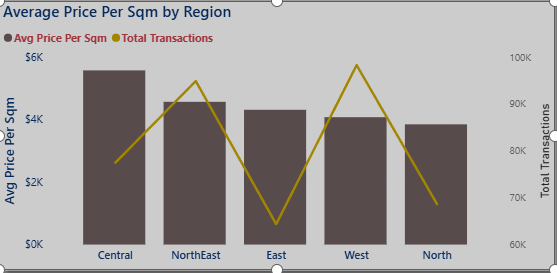 Average Price Per Sqm by Region
Avg Price Per Sqm Total Transactions
$6K
$4K
$2K
$0K
Avg Price Per Sqm
100K
90K
80K
70K
60K
Total Transactions
Central NorthEast East West North